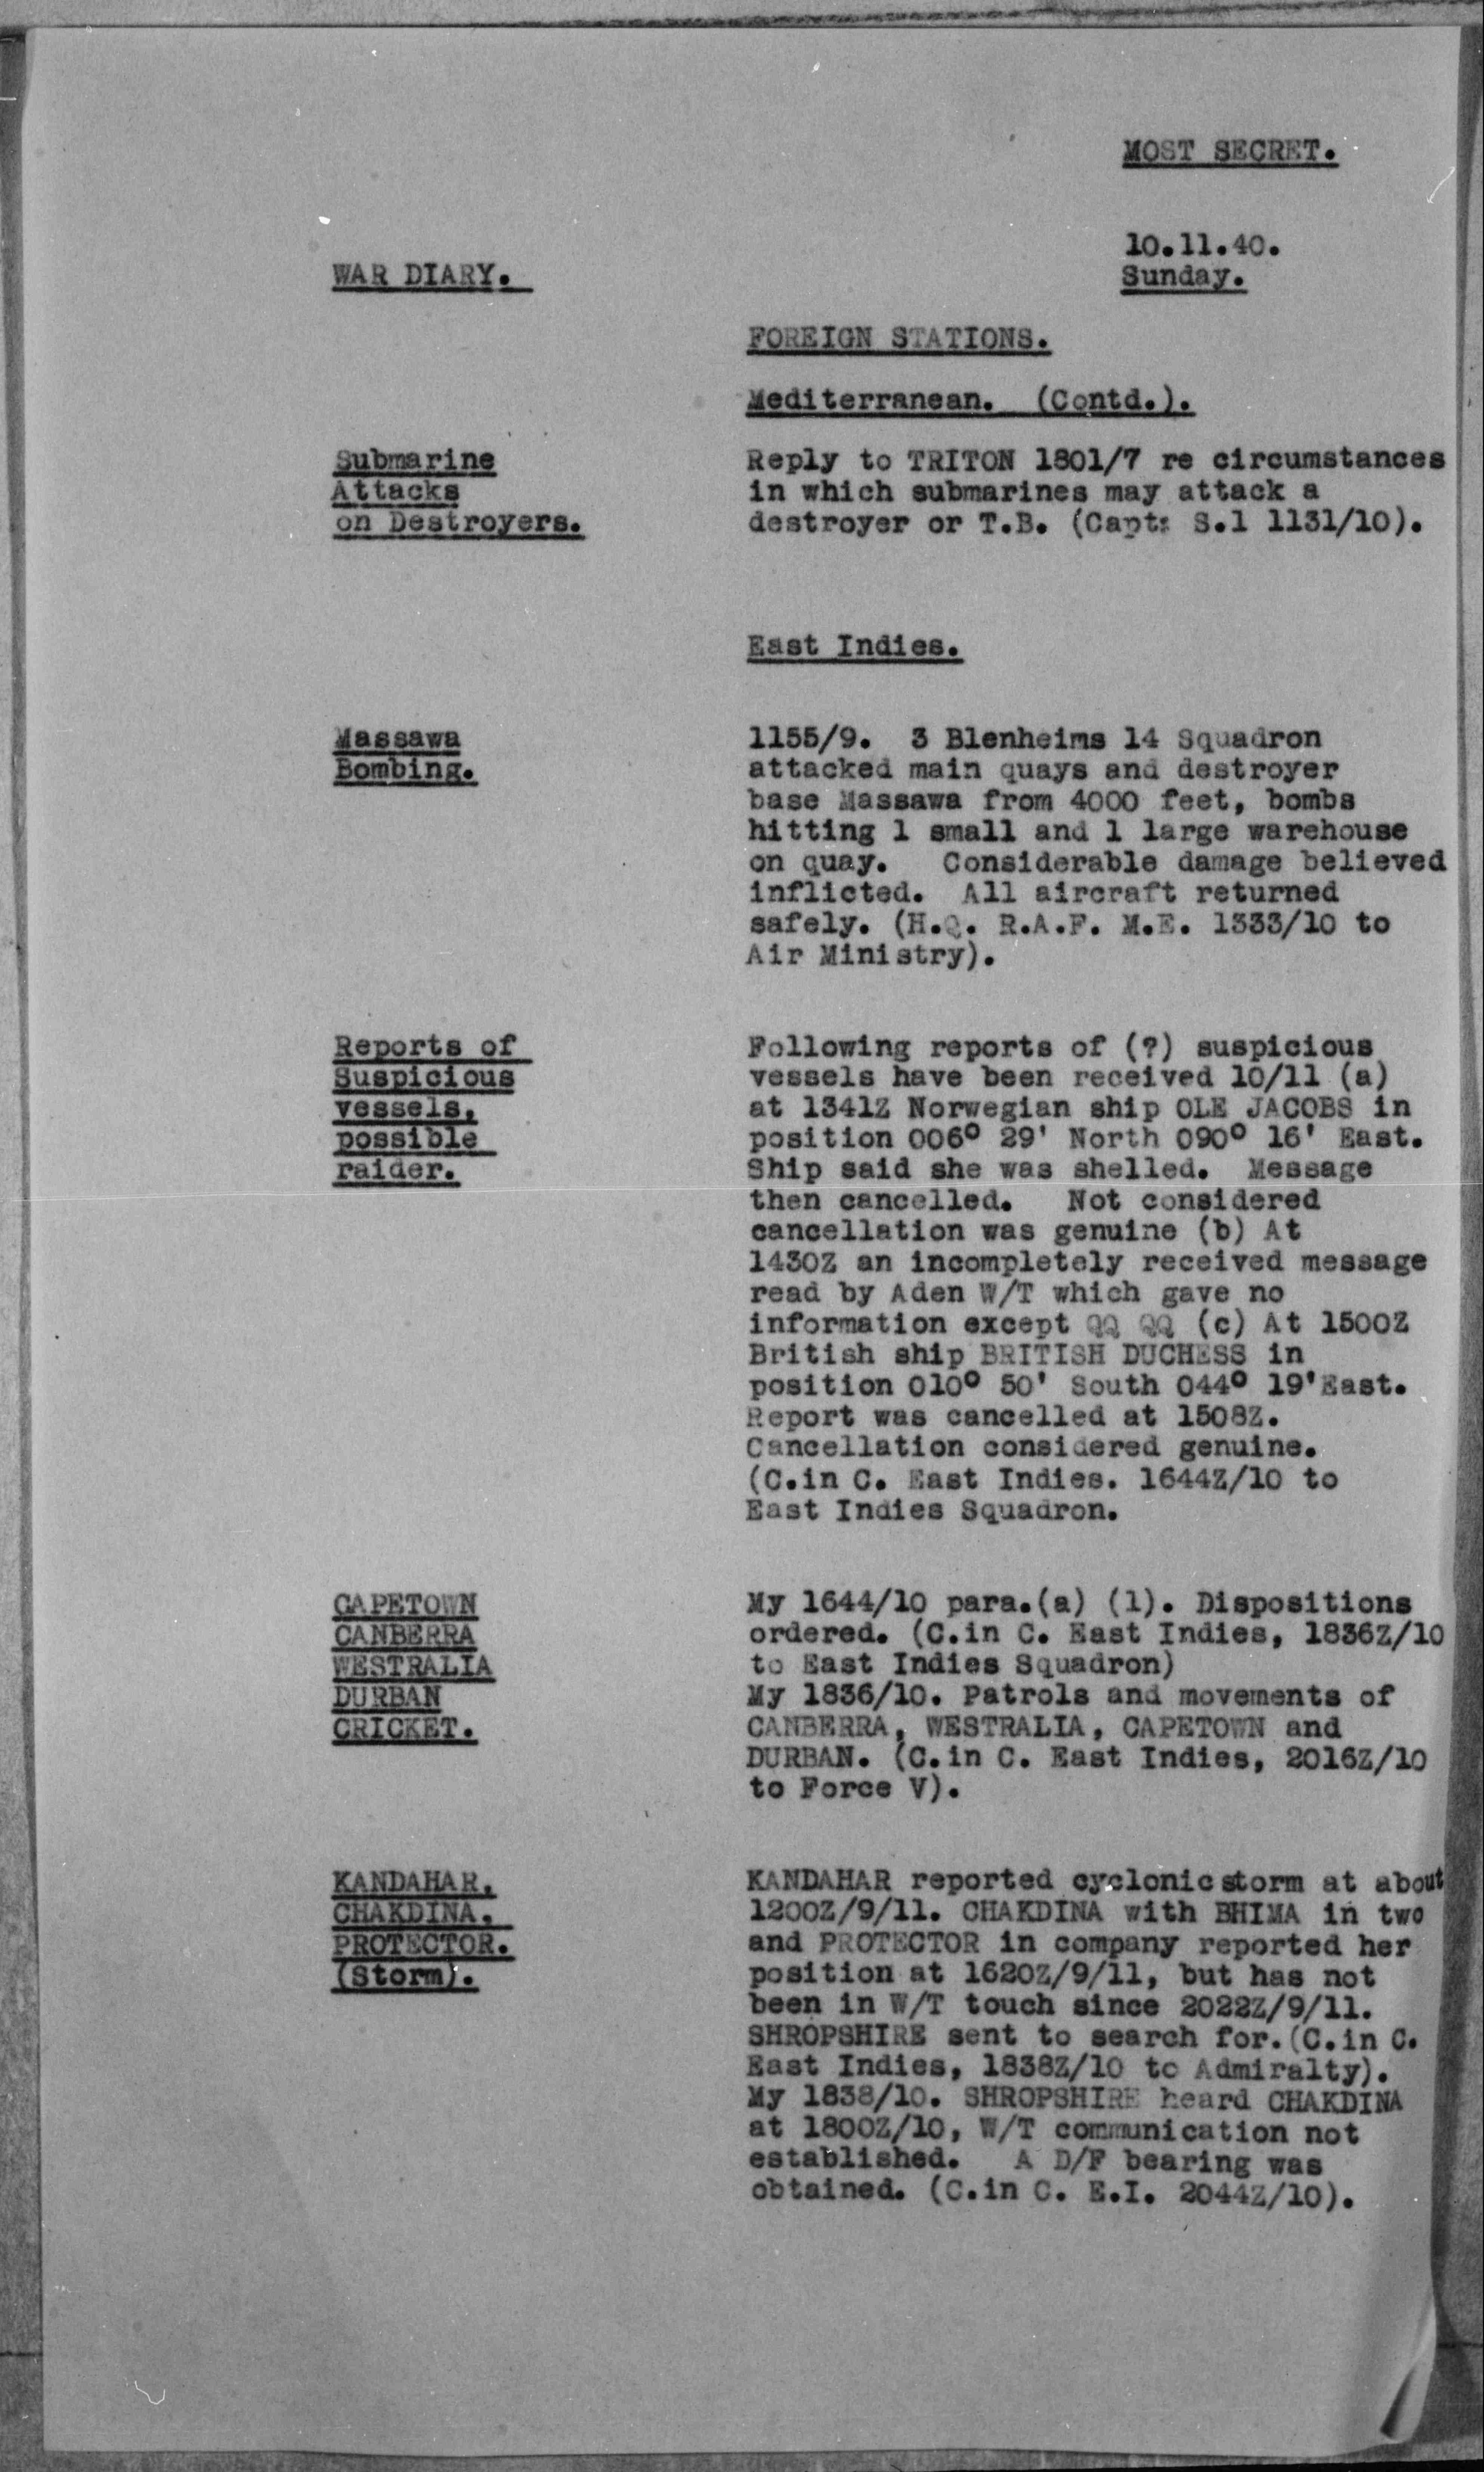 MOST SECRET.
10.11.40.
WAR DIARY.
Sunday.
FOREIGN STATIONS.
Mediterranean. (Contd.).
Submarine
Attacks
on Destroyers.
Reply to TRITON 1801/7 re circumstances
in which submarines may attack a
destroyer or T.B. (Capt: S.1 1131/10).
East Indies.
Massawa
Bombing.
1155/9. 3 Blenheims 14 Squadron
attacked main quays and destroyer
base Massawa from 4000 feet, bombs
hitting 1 small and 1 large warehouse
on quay. Considerable damage believed
inflicted. All aircraft returned
safely. (H.Q. R.A.F. M.E. 1333/10 to
Air Ministry).
Reports of
Suspicious
vessels,
possible
raider.
Following reports of (?) suspicious
vessels have been received 10/11 (a)
at 1341Z Norwegian ship OLE JACOBS in
position 006° 29' North 090° 16' East.
Ship said she was shelled. Message
then cancelled. Not considered
cancellation was genuine (b) At
1430Z an incompletely received message
read by Aden W/T which gave no
information except QQ QQ (c) At 1500Z
British ship BRITISH DUCHESS in
position 010° 50' South 044° 19'East.
Report was cancelled at 1508Z.
Cancellation considered genuine.
(C.in C. East Indies. 1644Z/10 to
East Indies Squadron.
CAPETOWN
CANBERRA
WESTRALIA
DURBAN
CRICKET.
My 1644/10 para.(a) (1). Dispositions
ordered. (C.in C. East Indies, 1836Z/10
to East Indies Squadron)
My 1836/10. Patrols and movements of
CANBERRA, WESTRALIA, CAPETOWN and
DURBAN. (C.in C. East Indies, 2016Z/10
to Force V).
KANDAHAR,
CHAKDINA,
PROTECTOR.
(Storm).
KANDAHAR reported cyclonic storm at about
1200Z/9/11. CHAKDINA with BHIMA in two
and PROTECTOR in company reported her
position at 1620Z/9/11, but has not
been in W/T touch since 2022Z/9/11.
SHROPSHIRE sent to search for. (C.in C.
East Indies, 1838Z/10 to Admiralty).
My 1838/10. SHROPSHIRE heard CHAKDINA
at 1800Z/10, W/T communication not
established. A D/F bearing was
obtained. (C.in C. E.I. 2044Z/10).